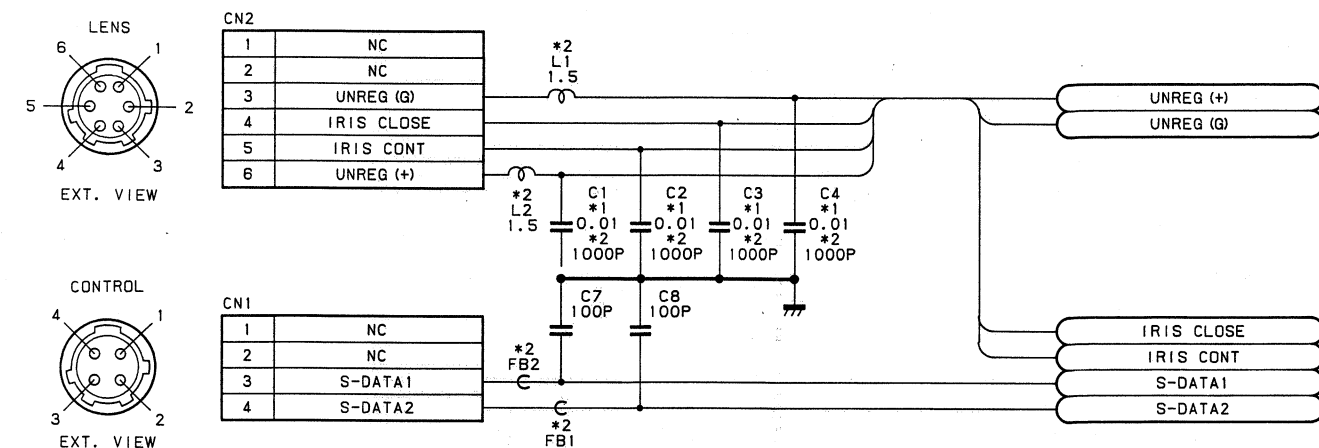 LENS
6
1
5
2
4
3
EXT. VIEW
CN2
1 NC
2 NC
3 UNREG (G)
4 IRIS CLOSE
5 IRIS CONT
6 UNREG (+)
*2
L1
1.5
*2
L2
1.5
C1
*1
0.01
*2
1000P
C2
*1
0.01
*2
1000P
C3
*1
0.01
*2
1000P
C4
*1
0.01
*2
1000P
UNREG (+)
UNREG (G)
CONTROL
4
1
3
2
EXT. VIEW
CN1
1 NC
2 NC
3 S-DATA1
4 S-DATA2
*2
FB2
*2
FB1
C7
100P
C8
100P
IRIS CLOSE
IRIS CONT
S-DATA1
S-DATA2